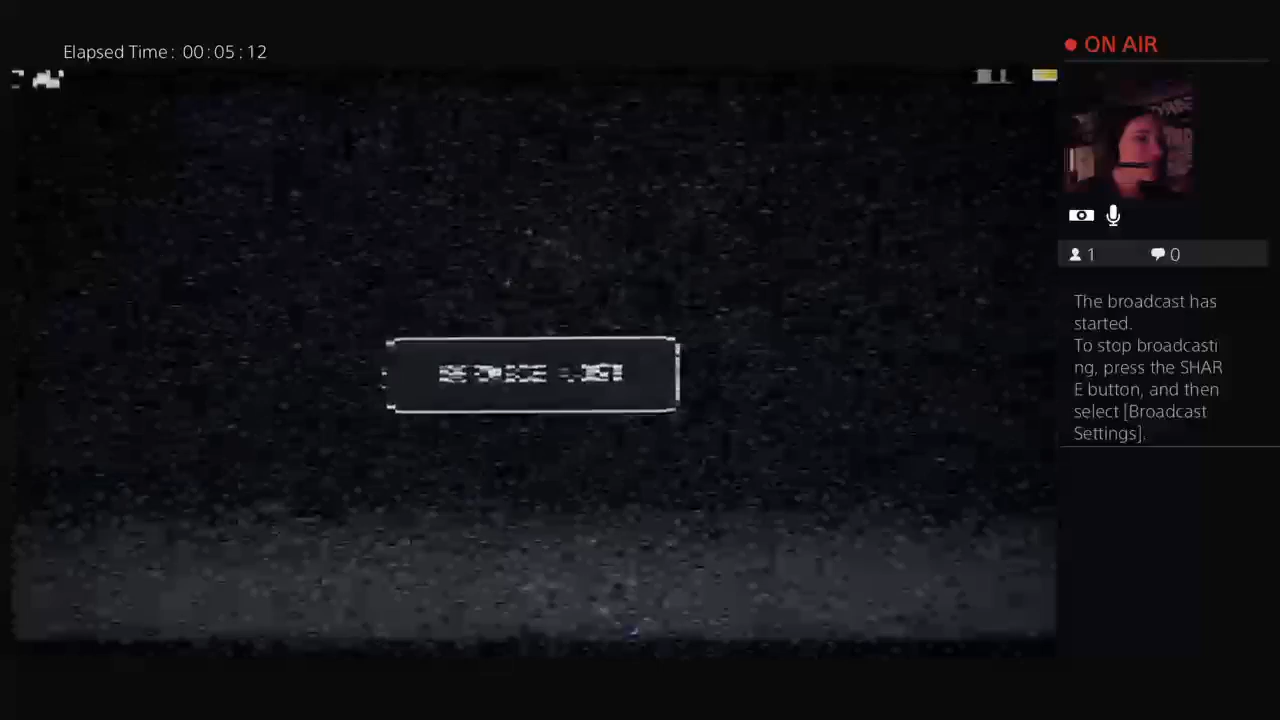 Elapsed Time: 00:05:12
ON AIR
1 0
The broadcast has
started.
To stop broadcasti
ng, press the SHAR
E button, and then
select [Broadcast
Settings].